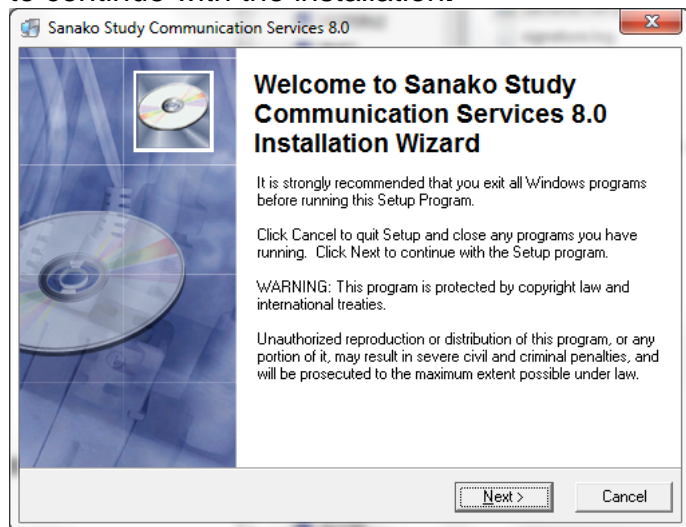 to continue with the installation.
Sanako Study Communication Services 8.0
Welcome to Sanako Study
Communication Services 8.0
Installation Wizard
It is strongly recommended that you exit all Windows programs
before running this Setup Program.
Click Cancel to quit Setup and close any programs you have
running. Click Next to continue with the Setup program.
WARNING: This program is protected by copyright law and
international treaties.
Unauthorized reproduction or distribution of this program, or any
portion of it, may result in severe civil and criminal penalties, and
will be prosecuted to the maximum extent possible under law.
Next >
Cancel